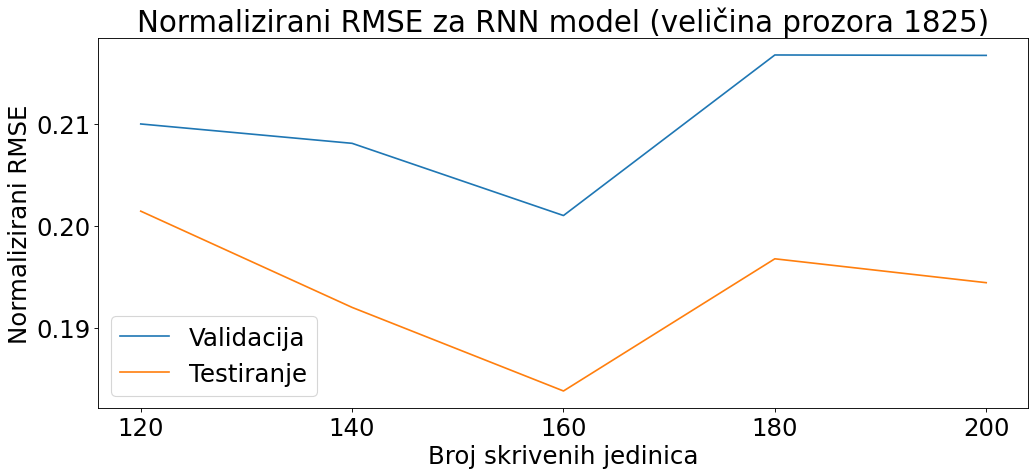 Normalizirani RMSE za RNN model (veličina prozora 1825)
Normalizirani RMSE
0.21
0.20
0.19
Validacija
Testiranje
120 140 160 180 200
Broj skrivenih jedinica